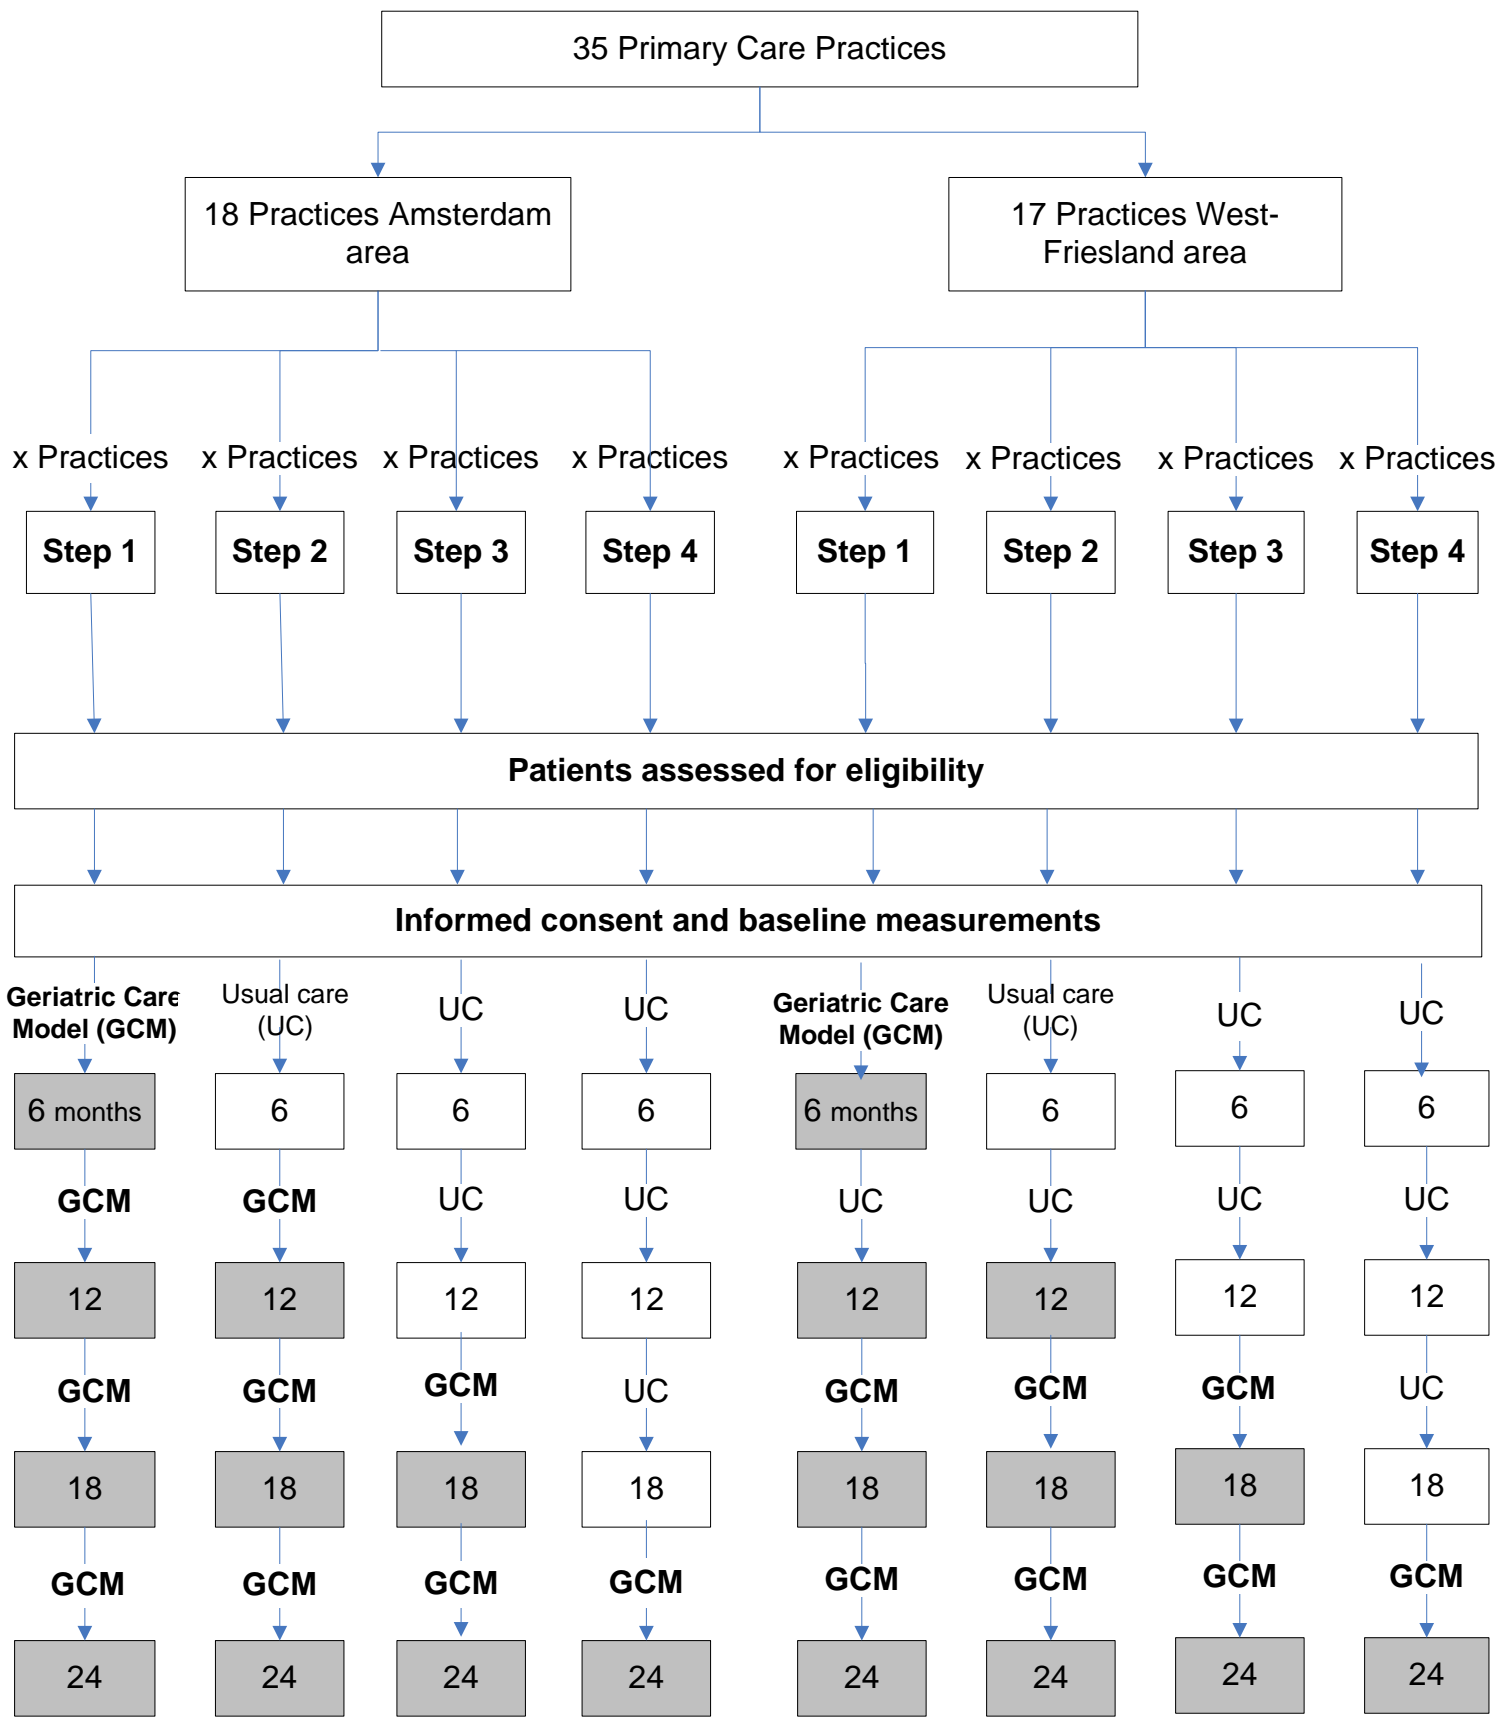 35 Primary Care Practices
18 Practices Amsterdam
area
17 Practices West-
Friesland area
x Practices x Practices x Practices x Practices x Practices x Practices x Practices x Practices
Step 1 Step 2 Step 3 Step 4 Step 1 Step 2 Step 3 Step 4
Patients assessed for eligibility
Informed consent and baseline measurements
Geriatric Care
Model (GCM)
Usual care
(UC)
UC
UC
Geriatric Care
Model (GCM)
Usual care
(UC)
UC
UC
6 months 6 6 6 6 months 6 6 6
GCM GCM UC UC UC UC UC UC
12 12 12 12 12 12 12 12
GCM GCM GCM UC GCM GCM GCM UC
18 18 18 18 18 18 18 18
GCM GCM GCM GCM GCM GCM GCM GCM
24 24 24 24 24 24 24 24